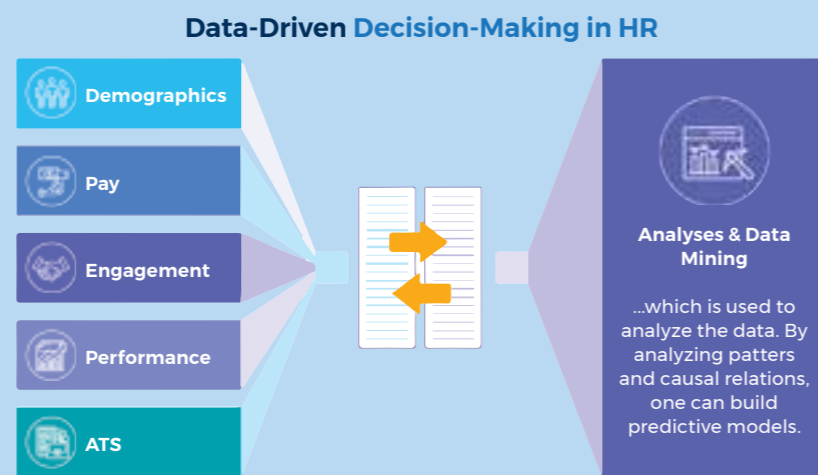 Data-Driven Decision-Making in HR
Demographics
Pay
Engagement
Performance
ATS
Analyses & Data
Mining
...which is used to
analyze the data. By
analyzing patters
and causal relations,
one can build
predictive models.